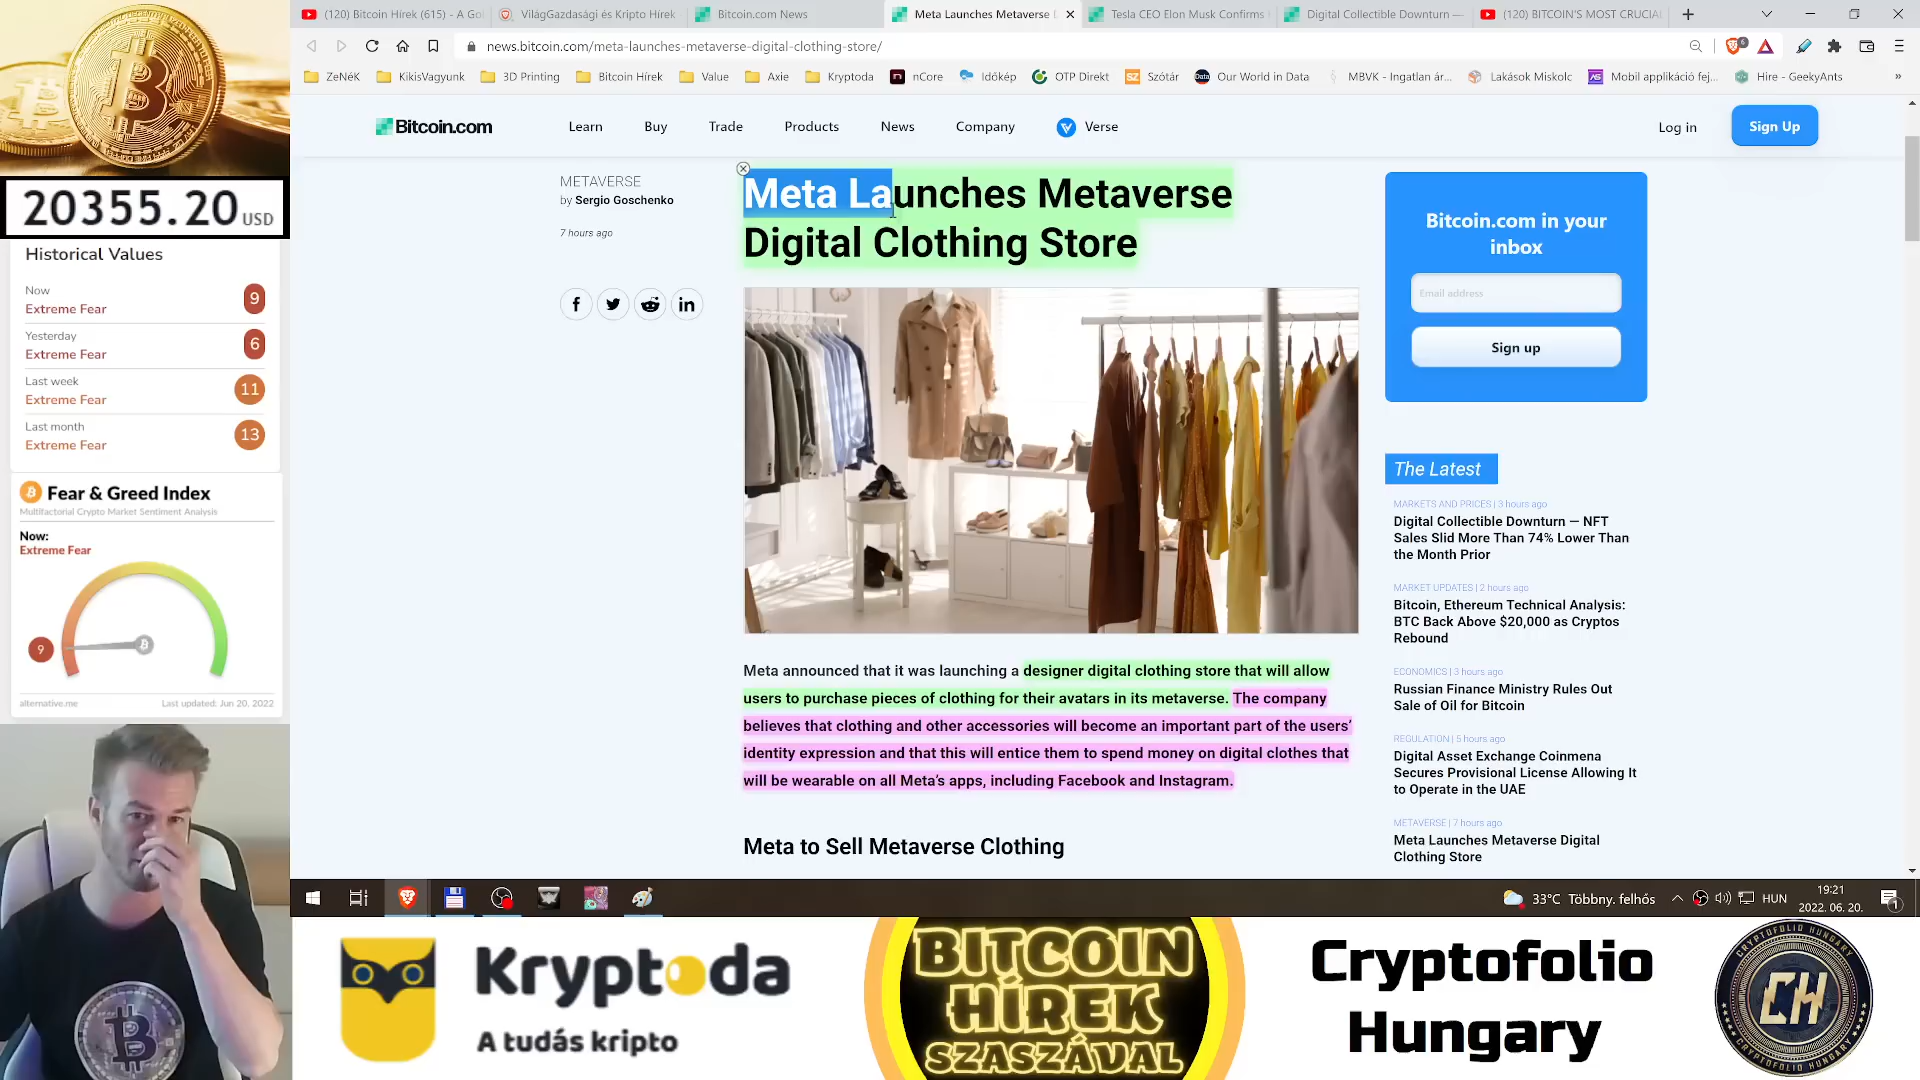 (120) Bitcoin Hírek (615) - A Gol
VilágGazdasági és Kripto Hírek
Bitcoin.com News
Meta Launches Metaverse D
Tesla CEO Elon Musk Confirms
Digital Collectible Downturn —
(120) BITCOIN'S MOST CRUCIAL
news.bitcoin.com/meta-launches-metaverse-digital-clothing-store/
6
ZeNéK
KikisVagyunk
3D Printing
Bitcoin Hírek
Value
Axie
Kryptoda
nCore
Időkép
OTP Direkt
Szótár
Our World in Data
MBVK - Ingatlan ár...
Lakások Miskolc
Mobil applikáció fej...
Hire - GeekyAnts
Bitcoin.com
Learn
Buy
Trade
Products
News
Company
Verse
Log in
Sign Up
20355.20 USD
Historical Values
Now
Extreme Fear
9
Yesterday
Extreme Fear
6
Last week
Extreme Fear
11
Last month
Extreme Fear
13
Fear & Greed Index
Multifactorial Crypto Market Sentiment Analysis
Now:
Extreme Fear
9
alternative.me
Last updated: Jun 20, 2022
METAVERSE
by Sergio Goschenko
7 hours ago
Meta Launches Metaverse
Digital Clothing Store
Meta announced that it was launching a designer digital clothing store that will allow
users to purchase pieces of clothing for their avatars in its metaverse. The company
believes that clothing and other accessories will become an important part of the users'
identity expression and that this will entice them to spend money on digital clothes that
will be wearable on all Meta's apps, including Facebook and Instagram.
Meta to Sell Metaverse Clothing
Bitcoin.com in your
inbox
Email address
Sign up
The Latest
MARKETS AND PRICES | 3 hours ago
Digital Collectible Downturn — NFT
Sales Slid More Than 74% Lower Than
the Month Prior
MARKET UPDATES | 2 hours ago
Bitcoin, Ethereum Technical Analysis:
BTC Back Above $20,000 as Cryptos
Rebound
ECONOMICS | 3 hours ago
Russian Finance Ministry Rules Out
Sale of Oil for Bitcoin
REGULATION | 5 hours ago
Digital Asset Exchange Coinmena
Secures Provisional License Allowing It
to Operate in the UAE
METAVERSE | 7 hours ago
Meta Launches Metaverse Digital
Clothing Store
33°C Többny. felhős
HUN
19:21
2022. 06. 20.
1
Kryptoda
A tudás kripto
BITCOIN
HÍREK
SZASZÁVAL
Cryptofolio
Hungary
CRYPTOFOLIO HUNGARY
CH
CRYPTOFOLIO HUNGARY